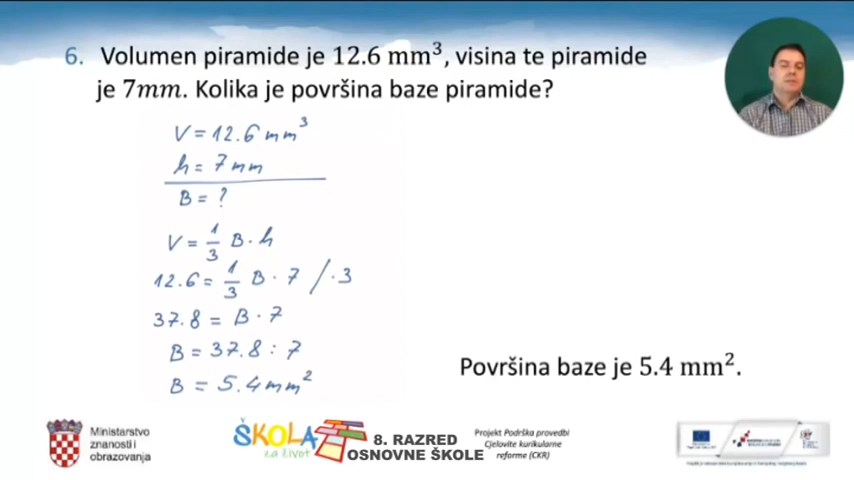 6. Volumen piramide je 12.6 mm³, visina te piramide
je 7mm. Kolika je površina baze piramide?
V = 12.6 mm³
h = 7 mm
B = ?
V = 1/3 B · h
12.6 = 1/3 B · 7 / · 3
37.8 = B · 7
B = 37.8 : 7
B = 5.4 mm²
Površina baze je 5.4 mm².
Ministarstvo
znanosti i
obrazovanja
ŠKOLA
za život
8. RAZRED
OSNOVNE ŠKOLE
Projekt Podrška provedbi
Cjelovite kurikularne
reforme (CKR)